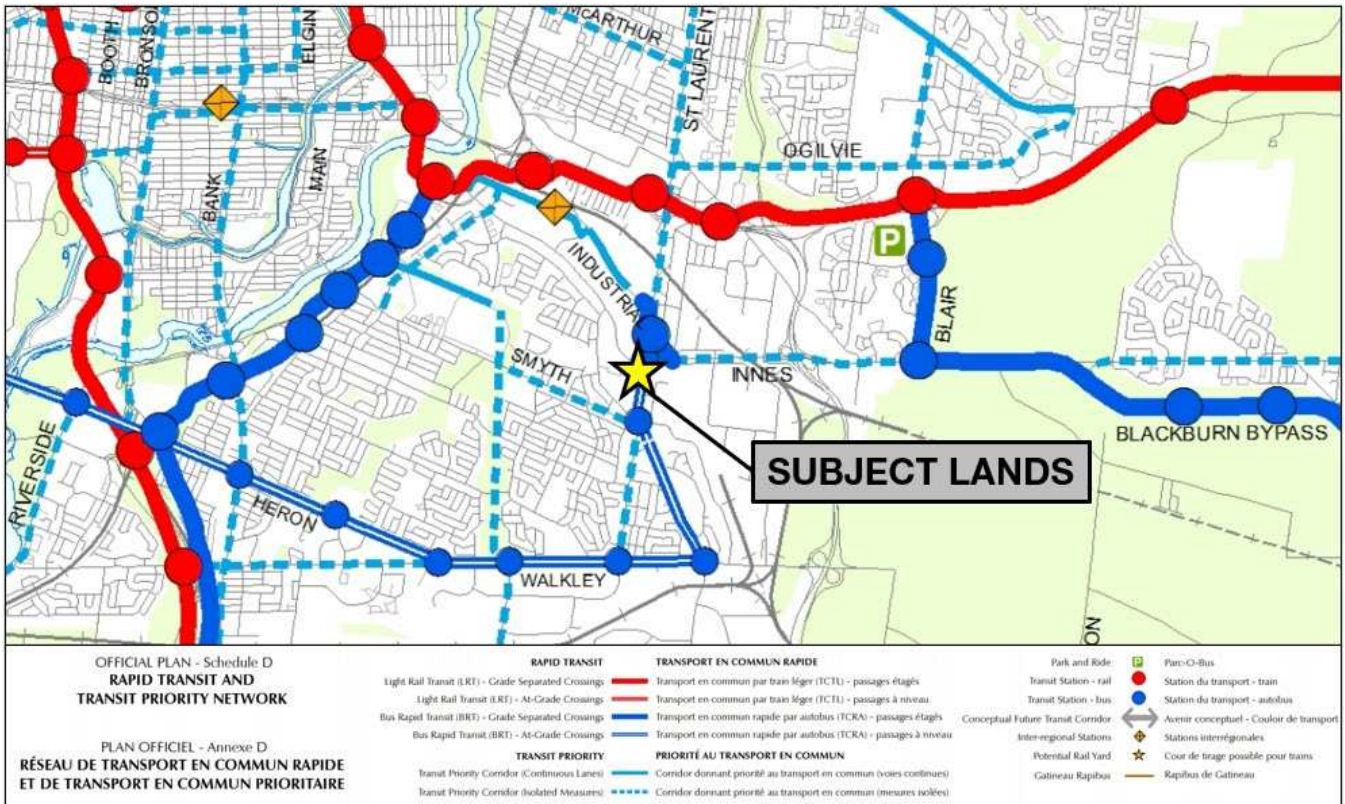 BOOTH
BRONSO
ELGIN
McARTHUR
ST LAURENT
OGILVIE
MAIN
BANK
INDUSTRIA
P
BLAIR
SMYTH
INNES
BLACKBURN BYPASS
SUBJECT LANDS
RIVERSIDE
HERON
WALKLEY
ON
OFFICIAL PLAN - Schedule D
RAPID TRANSIT AND
TRANSIT PRIORITY NETWORK
PLAN OFFICIEL - Annexe D
RÉSEAU DE TRANSPORT EN COMMUN RAPIDE
ET DE TRANSPORT EN COMMUN PRIORITAIRE
RAPID TRANSIT TRANSPORT EN COMMUN RAPIDE
Light Rail Transit (LRT) - Grade Separated Crossings Transport en commun par train léger (TCTL) - passages étagés
Light Rail Transit (LRT) - At-Grade Crossings Transport en commun par train léger (TCTL) - passages à niveau
Bus Rapid Transit (BRT) - Grade Separated Crossings Transport en commun rapide par autobus (TCRA) - passages étagés
Bus Rapid Transit (BRT) - At-Grade Crossings Transport en commun rapide par autobus (TCRA) - passages à niveau
TRANSIT PRIORITY PRIORITÉ AU TRANSPORT EN COMMUN
Transit Priority Corridor (Continuous Lanes) Corridor donnant priorité au transport en commun (voies continues)
Transit Priority Corridor (Isolated Measures) Corridor donnant priorité au transport en commun (mesures isolées)
Park and Ride P Parc-O-Bus
Transit Station - rail Station du transport - train
Transit Station - bus Station du transport - autobus
Conceptual Future Transit Corridor Avenir conceptuel - Couloir de transport
Inter-regional Stations Stations interrégionales
Potential Rail Yard Cour de tirage possible pour trains
Gatineau Rapibus Rapibus de Gatineau